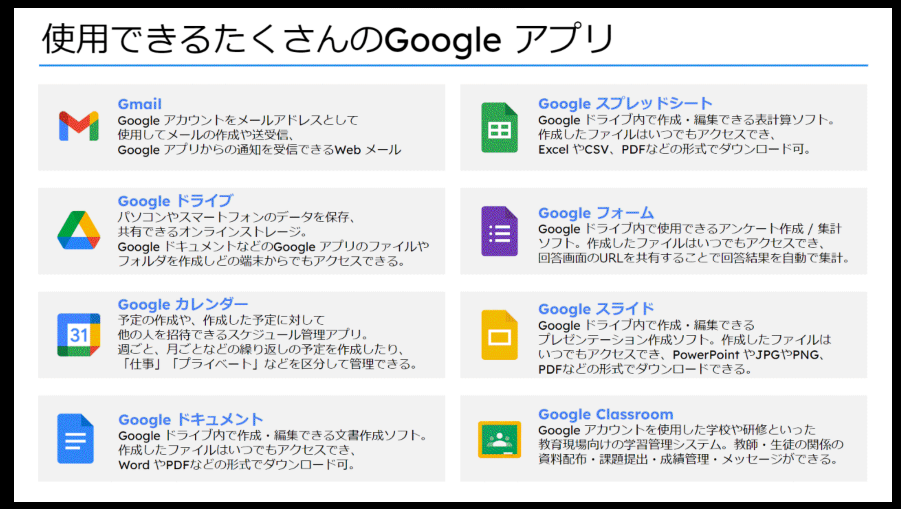 使用できるたくさんのGoogle アプリ
Gmail
Google アカウントをメールアドレスとして
使用してメールの作成や送受信、
Google アプリからの通知を受信できるWeb メール
Google ドライブ
パソコンやスマートフォンのデータを保存、
共有できるオンラインストレージ。
Google ドキュメントなどのGoogle アプリのファイルや
フォルダを作成しどの端末からでもアクセスできる。
31
Google カレンダー
予定の作成や、作成した予定に対して
他の人を招待できるスケジュール管理アプリ。
週ごと、月ごとなどの繰り返しの予定を作成したり、
「仕事」「プライベート」などを区分して管理できる。
Google ドキュメント
Google ドライブ内で作成・編集できる文書作成ソフト。
作成したファイルはいつでもアクセスでき、
Word やPDFなどの形式でダウンロード可。
Google スプレッドシート
Google ドライブ内で作成・編集できる表計算ソフト。
作成したファイルはいつでもアクセスでき、
Excel やCSV、PDFなどの形式でダウンロード可。
Google フォーム
Google ドライブ内で使用できるアンケート作成 / 集計
ソフト。作成したファイルはいつでもアクセスでき、
回答画面のURLを共有することで回答結果を自動で集計。
Google スライド
Google ドライブ内で作成・編集できる
プレゼンテーション作成ソフト。作成したファイルは
いつでもアクセスでき、PowerPoint やJPGやPNG、
PDFなどの形式でダウンロードできる。
Google Classroom
Google アカウントを使用した学校や研修といった
教育現場向けの学習管理システム。教師・生徒の関係の
資料配布・課題提出・成績管理・メッセージができる。